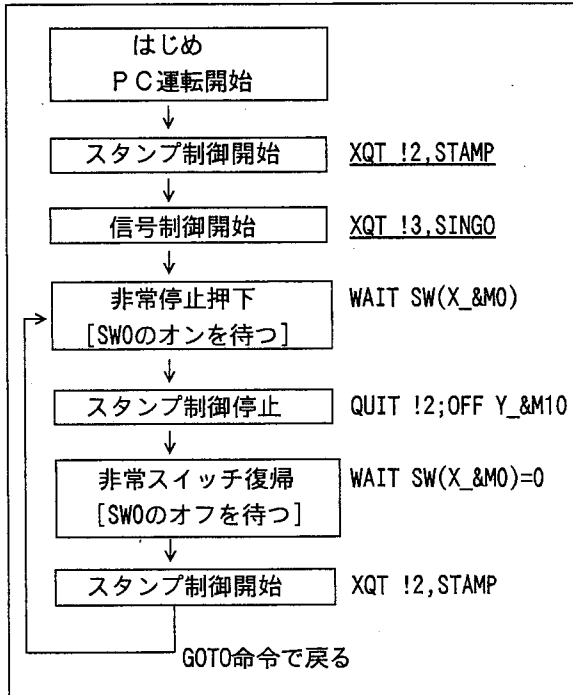 はじめ
PC運転開始
スタンプ制御開始 XQT !2,STAMP
信号制御開始 XQT !3,SINGO
非常停止押下 WAIT SW(X_&M0)
[SW0のオンを待つ]
スタンプ制御停止 QUIT !2;OFF Y_&M10
非常スイッチ復帰 WAIT SW(X_&M0)=0
[SW0のオフを待つ]
スタンプ制御開始 XQT !2,STAMP
GOTO命令で戻る